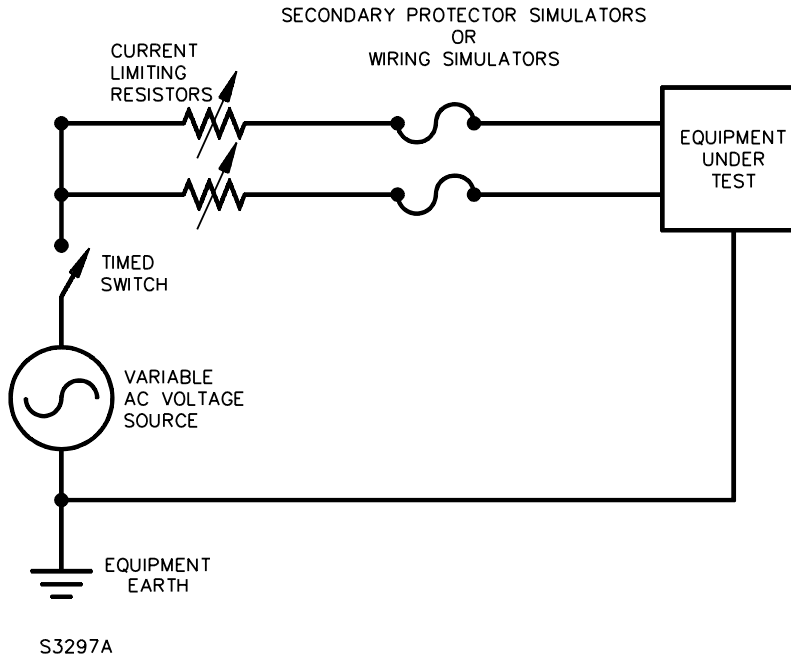 SECONDARY PROTECTOR SIMULATORS
OR
WIRING SIMULATORS
CURRENT
LIMITING
RESISTORS
EQUIPMENT
UNDER
TEST
TIMED
SWITCH
VARIABLE
AC VOLTAGE
SOURCE
EQUIPMENT
EARTH
S3297A